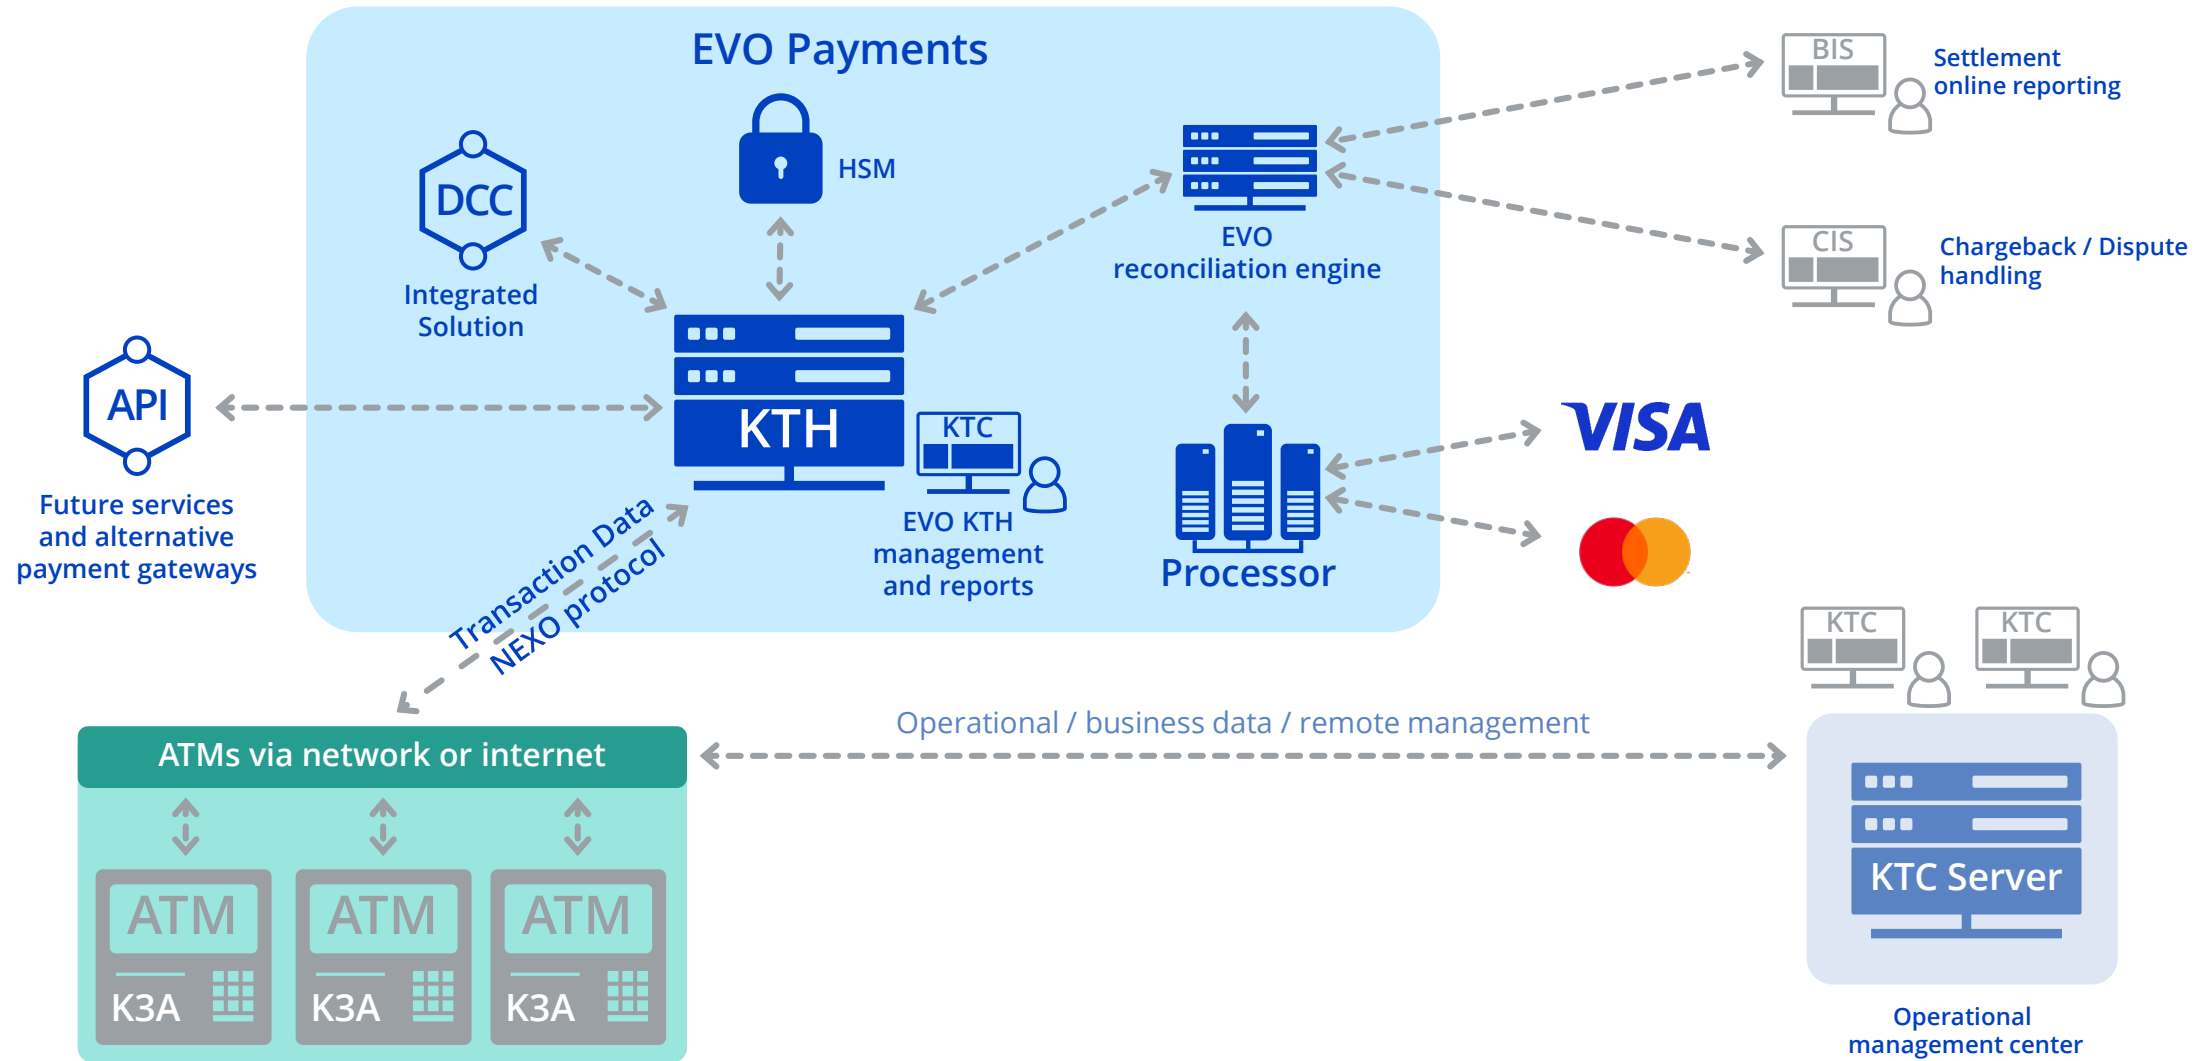 EVO Payments
BIS
Settlement
online reporting
DCC
Integrated
Solution
HSM
EVO
reconciliation engine
CIS
Chargeback / Dispute
handling
API
Future services
and alternative
payment gateways
KTH
KTC
EVO KTH
management
and reports
Processor
VISA
Transaction Data
NEXO protocol
KTC
KTC
Operational / business data / remote management
ATMs via network or internet
KTC Server
ATM
ATM
ATM
K3A
K3A
K3A
Operational
management center